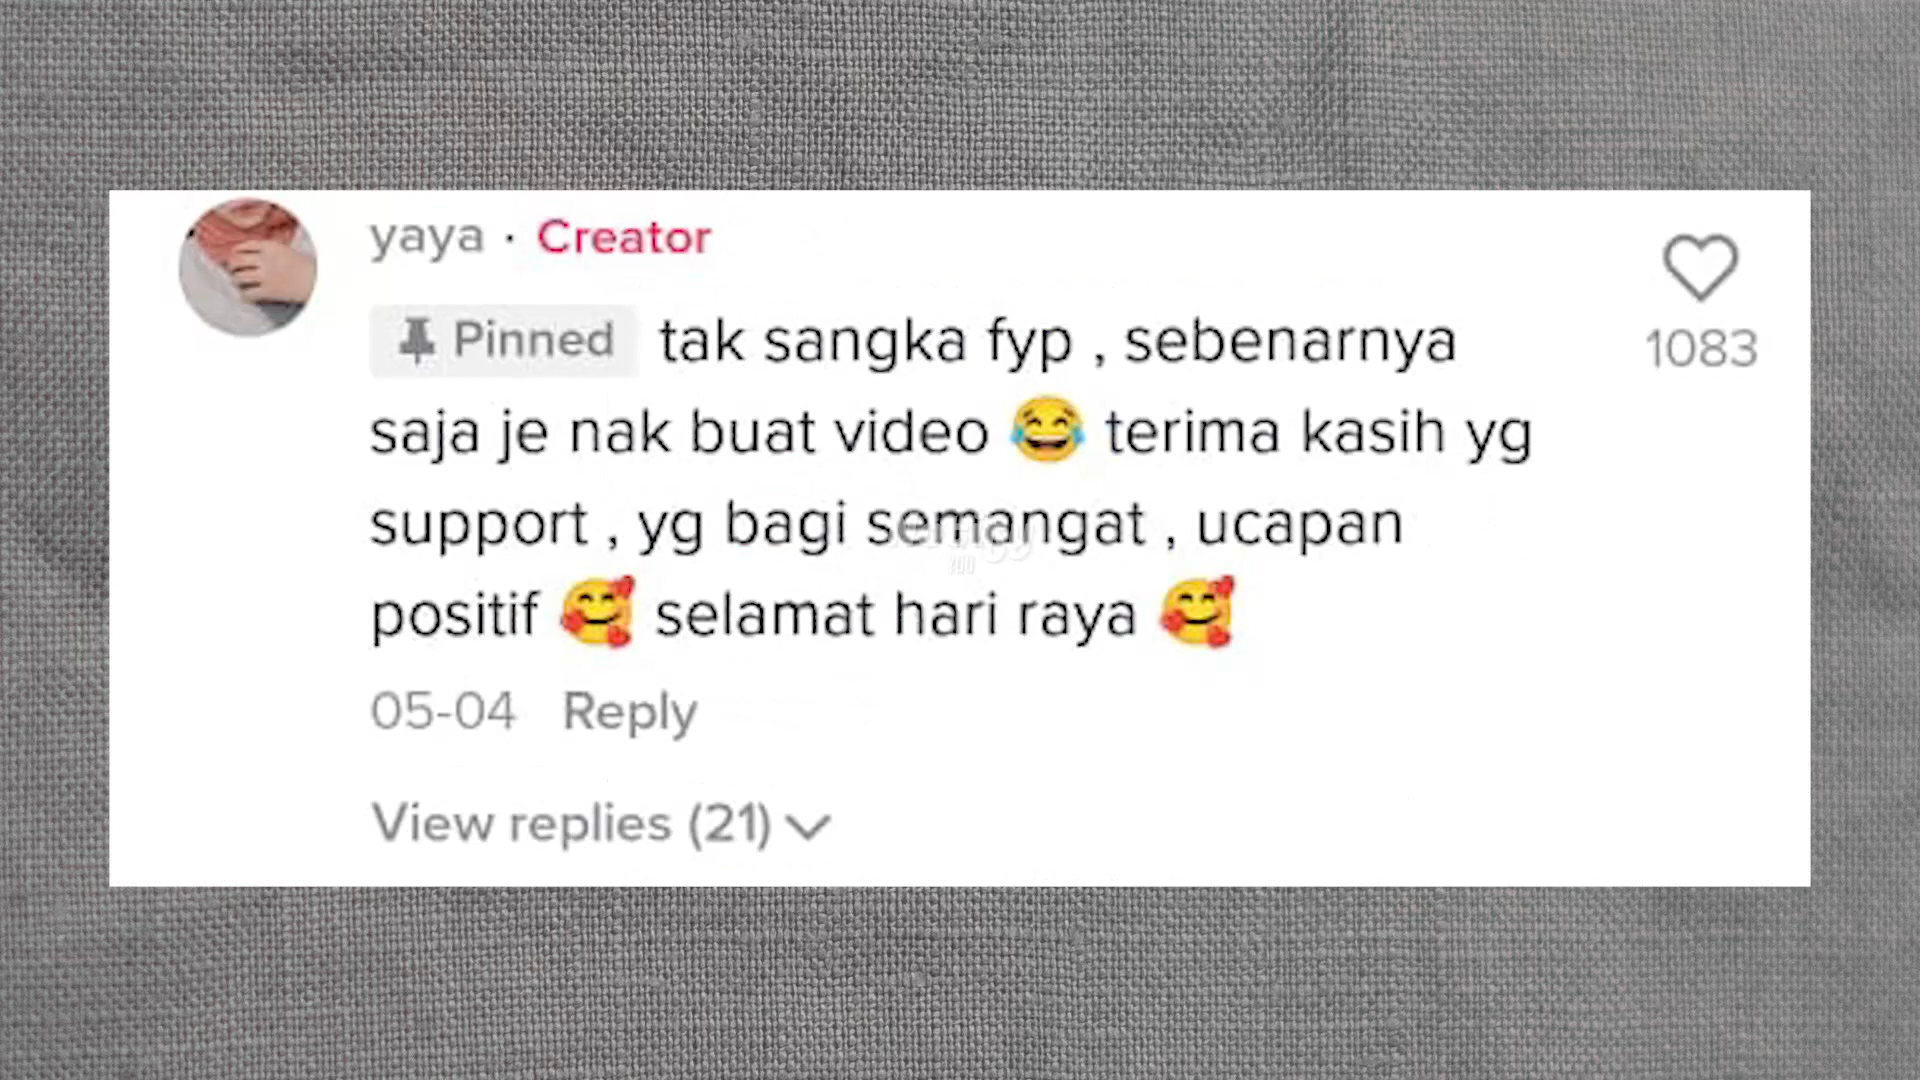 yaya · Creator
Pinned tak sangka fyp , sebenarnya
1083
saja je nak buat video 😂 terima kasih yg
support , yg bagi semangat , ucapan
positif 🥰 selamat hari raya 🥰
05-04 Reply
View replies (21)